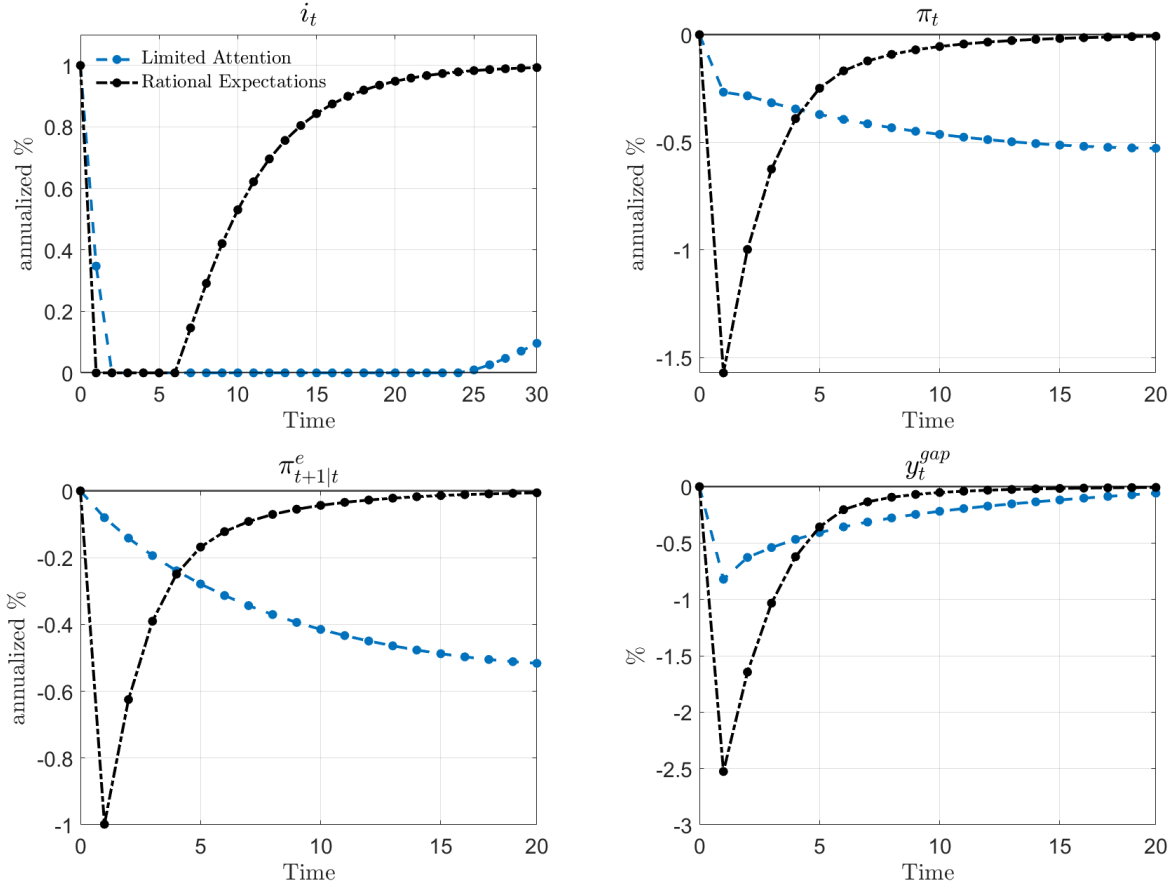 i_t
1
0.8
0.6
0.4
0.2
0
annualized %
Limited Attention
Rational Expectations
0 5 10 15 20 25 30
Time
π_t
0
-0.5
-1
-1.5
annualized %
0 5 10 15 20
Time
π^e_{t+1|t}
0
-0.2
-0.4
-0.6
-0.8
-1
annualized %
0 5 10 15 20
Time
y_t^{gap}
0
-0.5
-1
-1.5
-2
-2.5
-3
%
0 5 10 15 20
Time